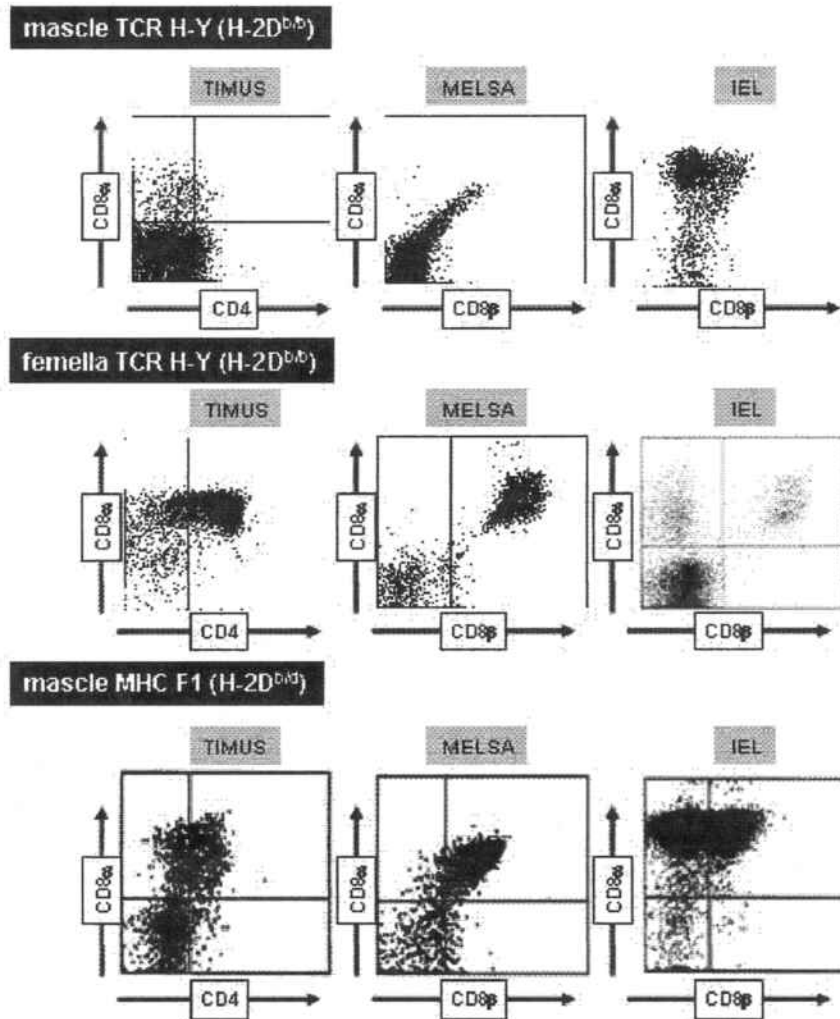 mascle TCR H-Y (H-2Dᵇ/ᵇ)
TIMUS MELSA IEL
CD8α CD8α CD8α
CD4 CD8β CD8β
femella TCR H-Y (H-2Dᵇ/ᵇ)
TIMUS MELSA IEL
CD8α CD8α CD8α
CD4 CD8β CD8β
mascle MHC F1 (H-2Dᵇ/ᵈ)
TIMUS MELSA IEL
CD8α CD8α CD8α
CD4 CD8β CD8β